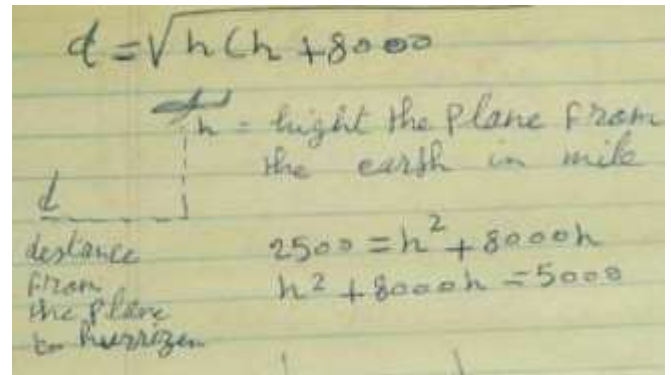 d = √h(h + 8000
h = hight the Plane From
the earth in mile
d
destance
From
the Plane
to hurrizen
2500 = h² + 8000h
h² + 8000h = 5000